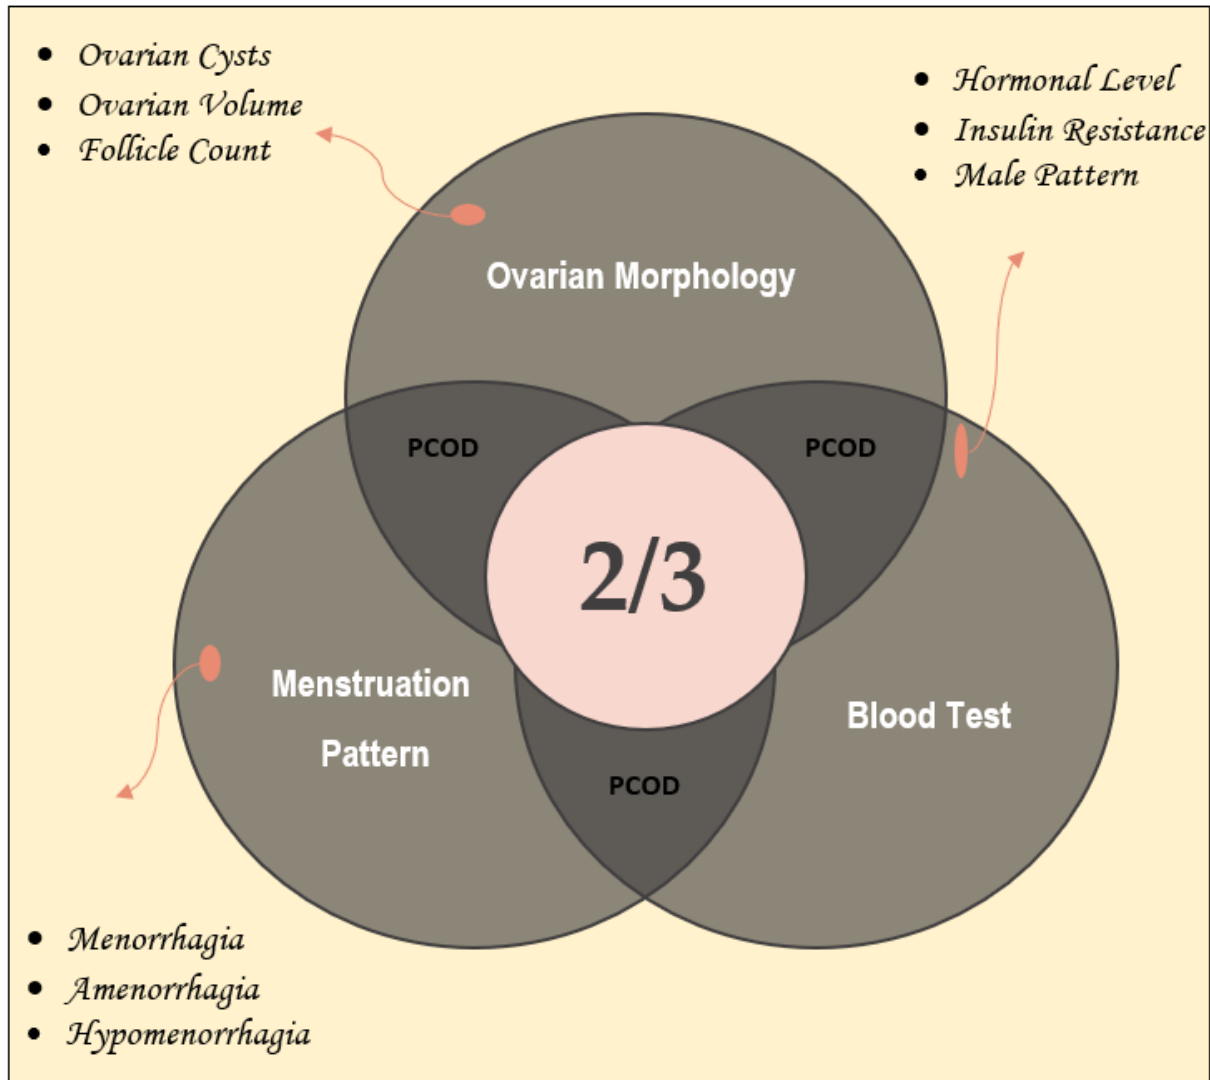 • Ovarian Cysts
• Ovarian Volume
• Follicle Count
• Hormonal Level
• Insulin Resistance
• Male Pattern
Ovarian Morphology
PCOD
PCOD
2/3
Menstruation
Pattern
Blood Test
PCOD
• Menorrhagia
• Amenorrhagia
• Hypomenorrhagia